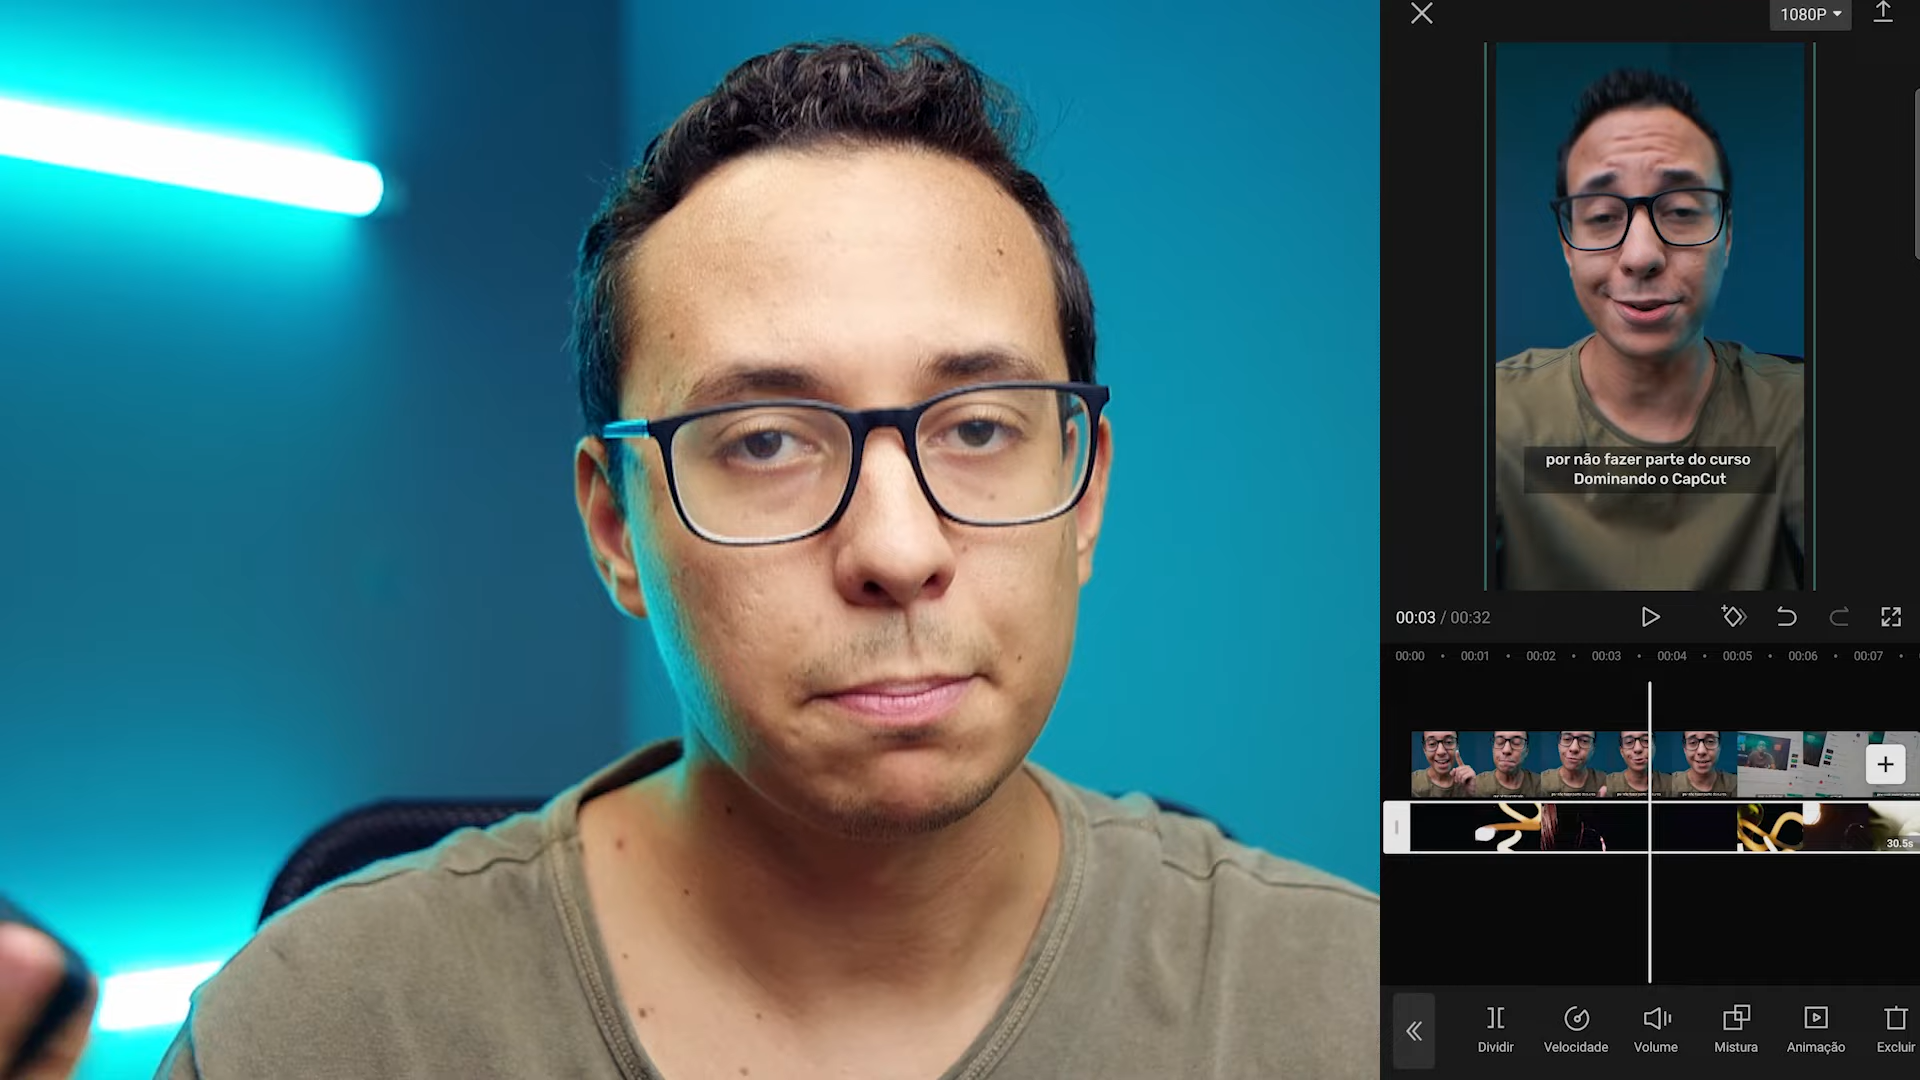 1080P
por não fazer parte do curso
Dominando o CapCut
00:03 / 00:32
00:00 00:01 00:02 00:03 00:04 00:05 00:06 00:07
30.5s
Dividir Velocidade Volume Mistura Animação Excluir